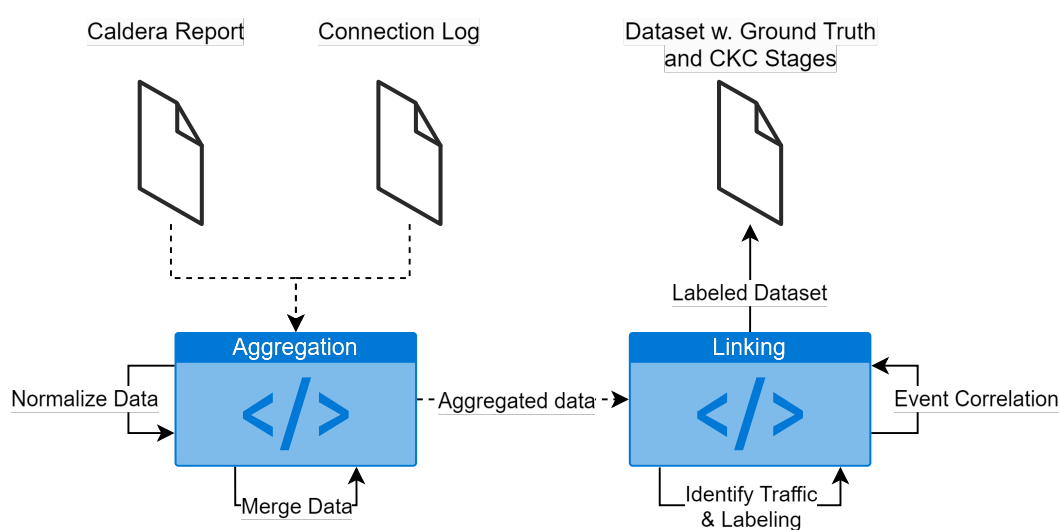 Caldera Report
Connection Log
Dataset w. Ground Truth
and CKC Stages
Labeled Dataset
Aggregation
Linking
</>
</>
Normalize Data
Aggregated data
Event Correlation
Merge Data
Identify Traffic
& Labeling